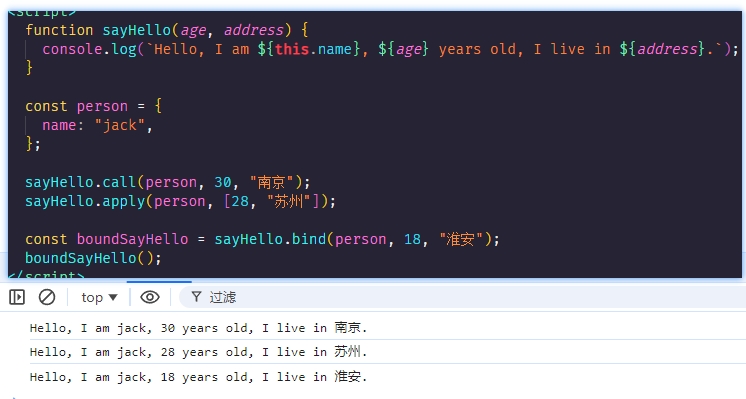 <script>
function sayHello(age, address) {
console.log(`Hello, I am ${this.name}, ${age} years old, I live in ${address}.`);
}
const person = {
name: "jack",
};
sayHello.call(person, 30, "南京");
sayHello.apply(person, [28, "苏州"]);
const boundSayHello = sayHello.bind(person, 18, "淮安");
boundSayHello();
</script>
top
过滤
Hello, I am jack, 30 years old, I live in 南京.
Hello, I am jack, 28 years old, I live in 苏州.
Hello, I am jack, 18 years old, I live in 淮安.